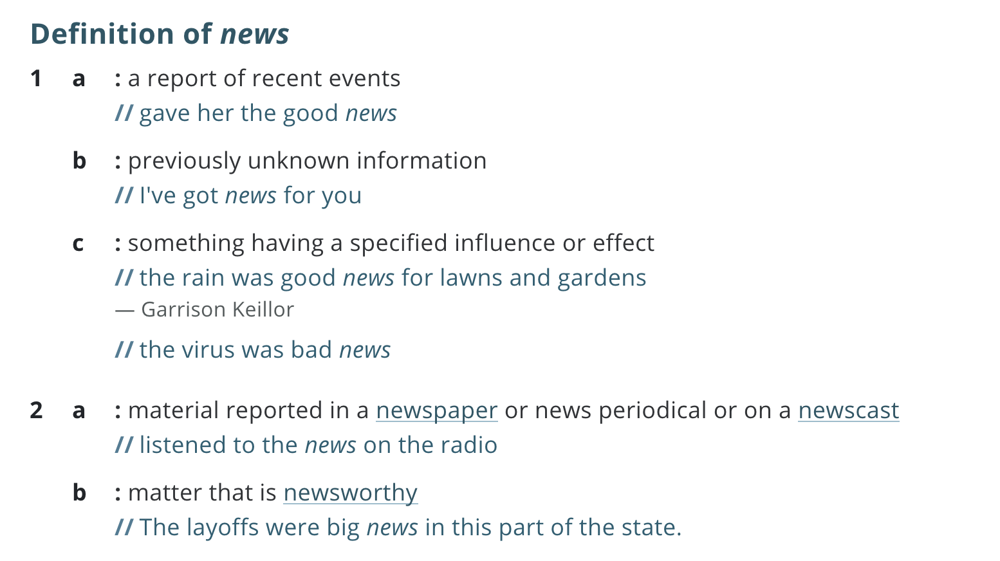 Definition of news
1 a : a report of recent events
// gave her the good news
b : previously unknown information
// I've got news for you
c : something having a specified influence or effect
// the rain was good news for lawns and gardens
— Garrison Keillor
// the virus was bad news
2 a : material reported in a newspaper or news periodical or on a newscast
// listened to the news on the radio
b : matter that is newsworthy
// The layoffs were big news in this part of the state.